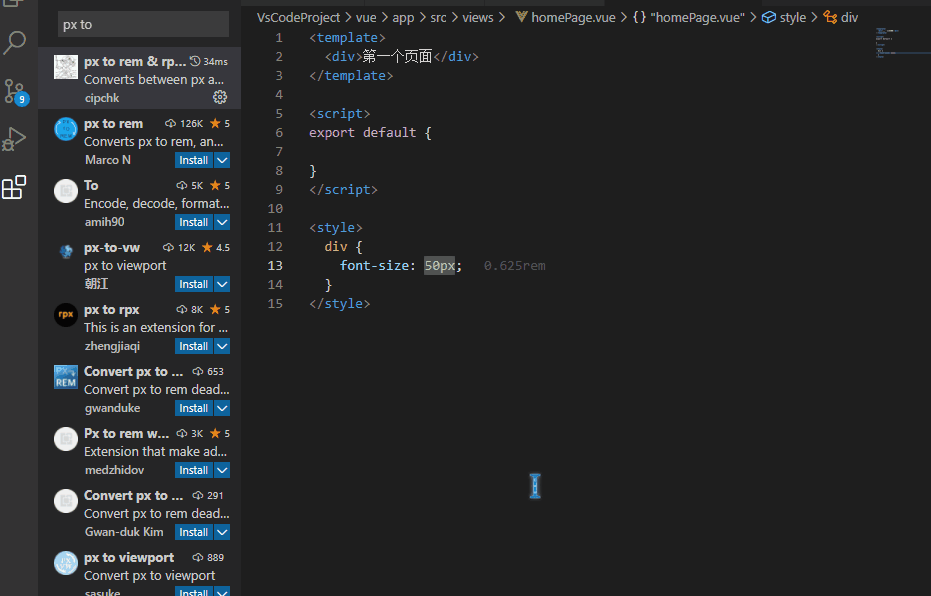 px to
px to rem & rp... 34ms
Converts between px a...
cipchk
9
px to rem 126K ★ 5
Converts px to rem, an...
Marco N Install
To 5K ★ 5
Encode, decode, format...
amih90 Install
px-to-vw 12K ★ 4.5
px to viewport
朝江 Install
rpx
px to rpx 8K ★ 5
This is an extension for ...
zhengjiaqi Install
PX
REM
Convert px to ... 653
Convert px to rem dead...
gwanduke Install
Px to rem w... 3K ★ 5
Extension that make ad...
medzhidov Install
Convert px to ... 291
Convert px to rem dead...
Gwan-duk Kim Install
px to viewport 889
Convert px to viewport
sasuke Install
VsCodeProject > vue > app > src > views > homePage.vue > {} "homePage.vue" > style > div
1 <template>
2 <div>第一个页面</div>
3 </template>
4
5 <script>
6 export default {
7
8 }
9 </script>
10
11 <style>
12 div {
13 font-size: 50px; 0.625rem
14 }
15 </style>